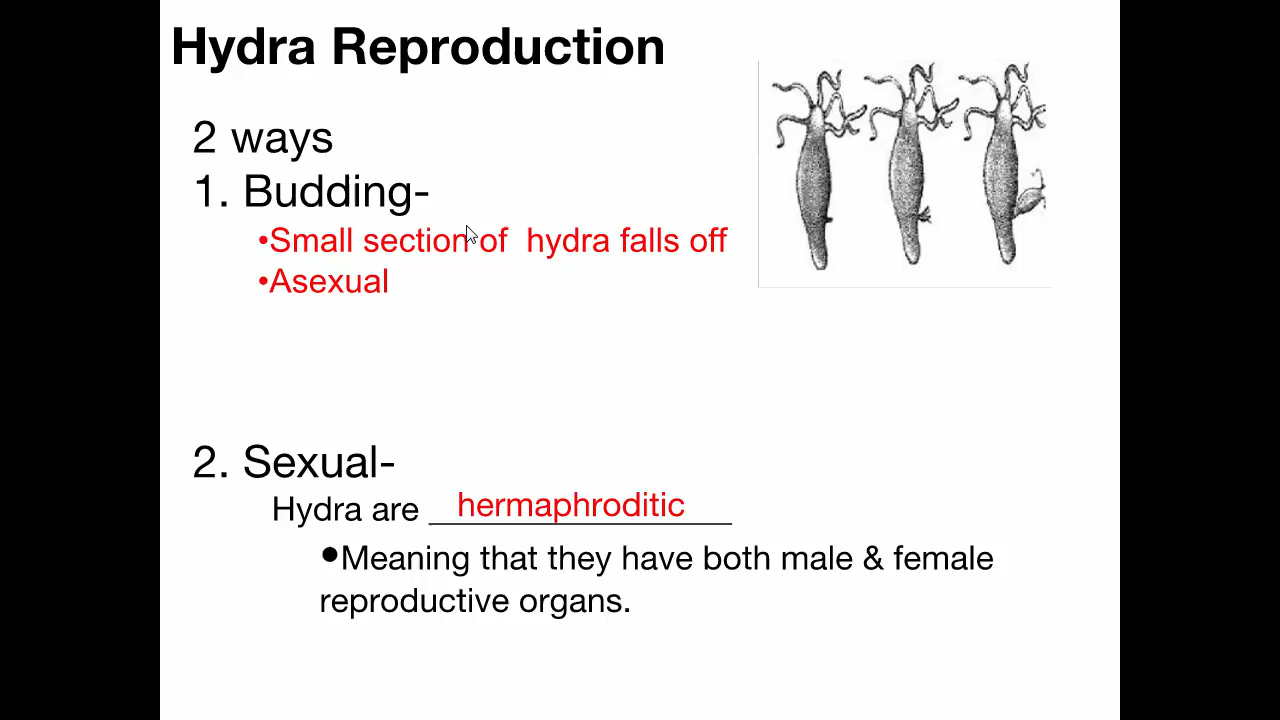 Hydra Reproduction
2 ways
1. Budding-
•Small section of hydra falls off
•Asexual
2. Sexual-
Hydra are hermaphroditic
•Meaning that they have both male & female
reproductive organs.